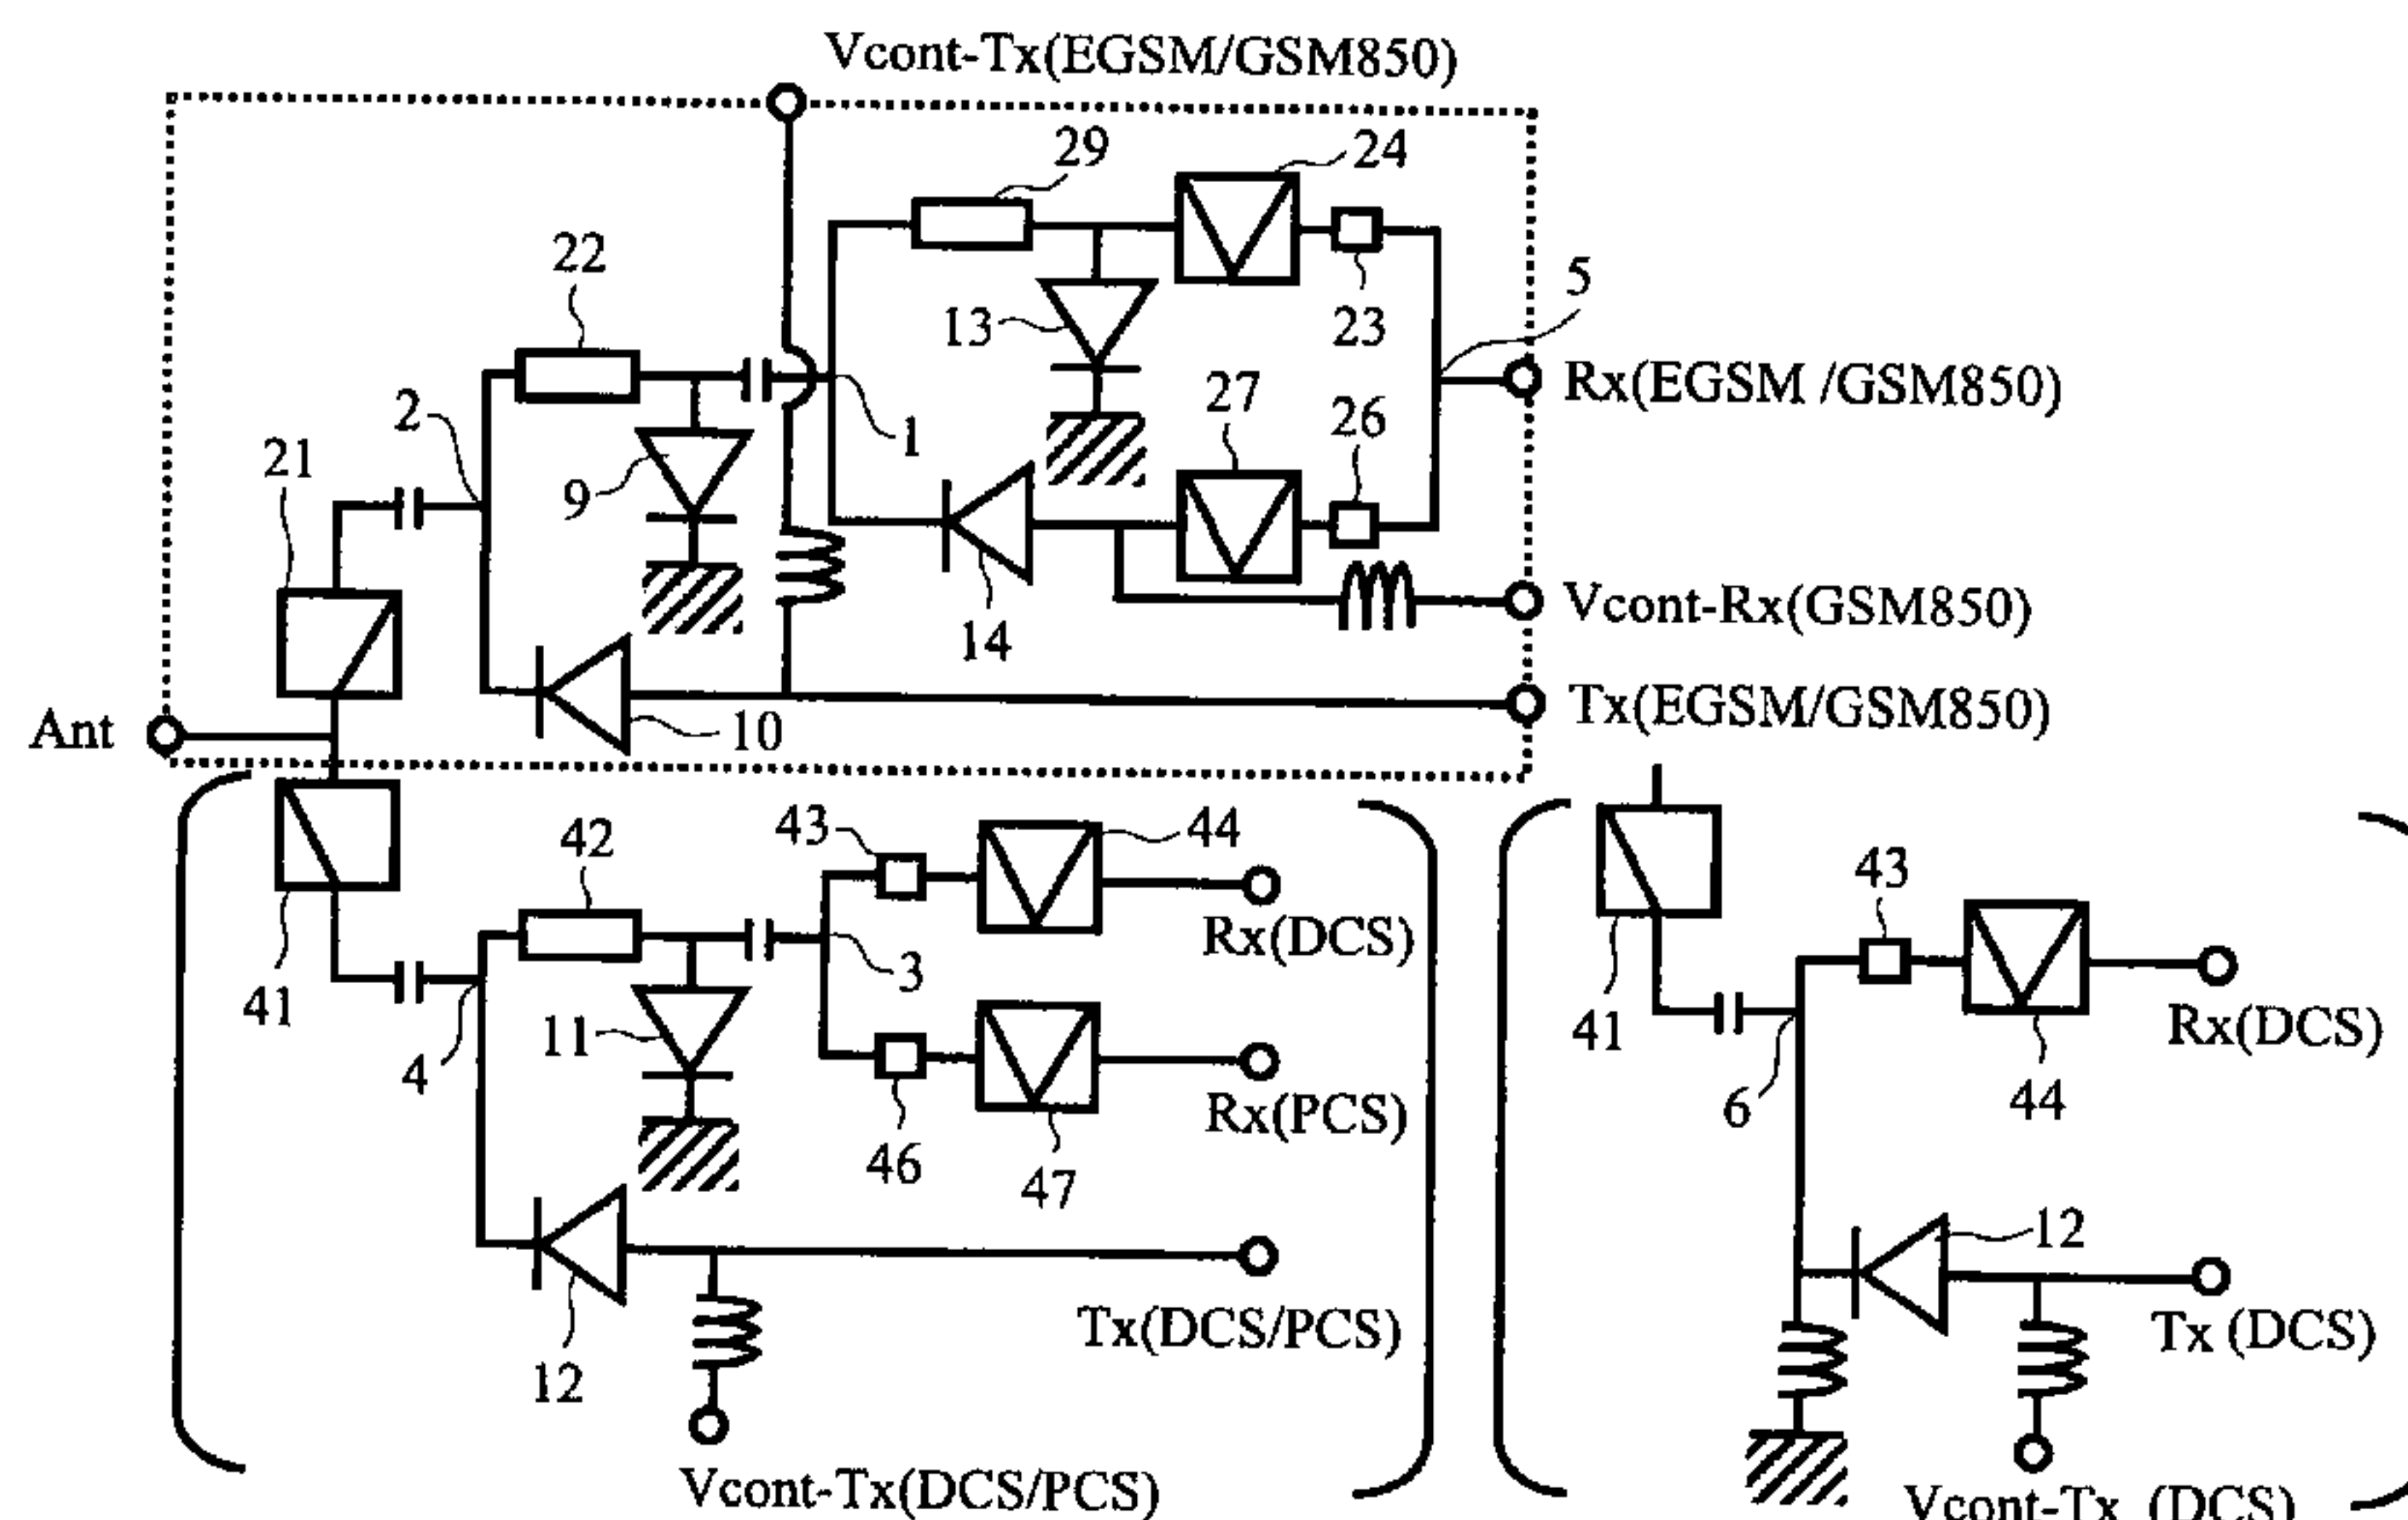 Vcont-Tx(EGSM/GSM850)
29
24
22
23
5
13
Rx(EGSM /GSM850)
2
27
26
1
21
9
14
Vcont-Rx(GSM850)
10
Tx(EGSM/GSM850)
Ant
42
43
44
Rx(DCS)
3
41
11
4
Rx(PCS)
46
47
Tx(DCS/PCS)
12
Vcont-Tx(DCS/PCS)
43
41
Rx(DCS)
6
44
12
Tx (DCS)
Vcont-Tx (DCS)